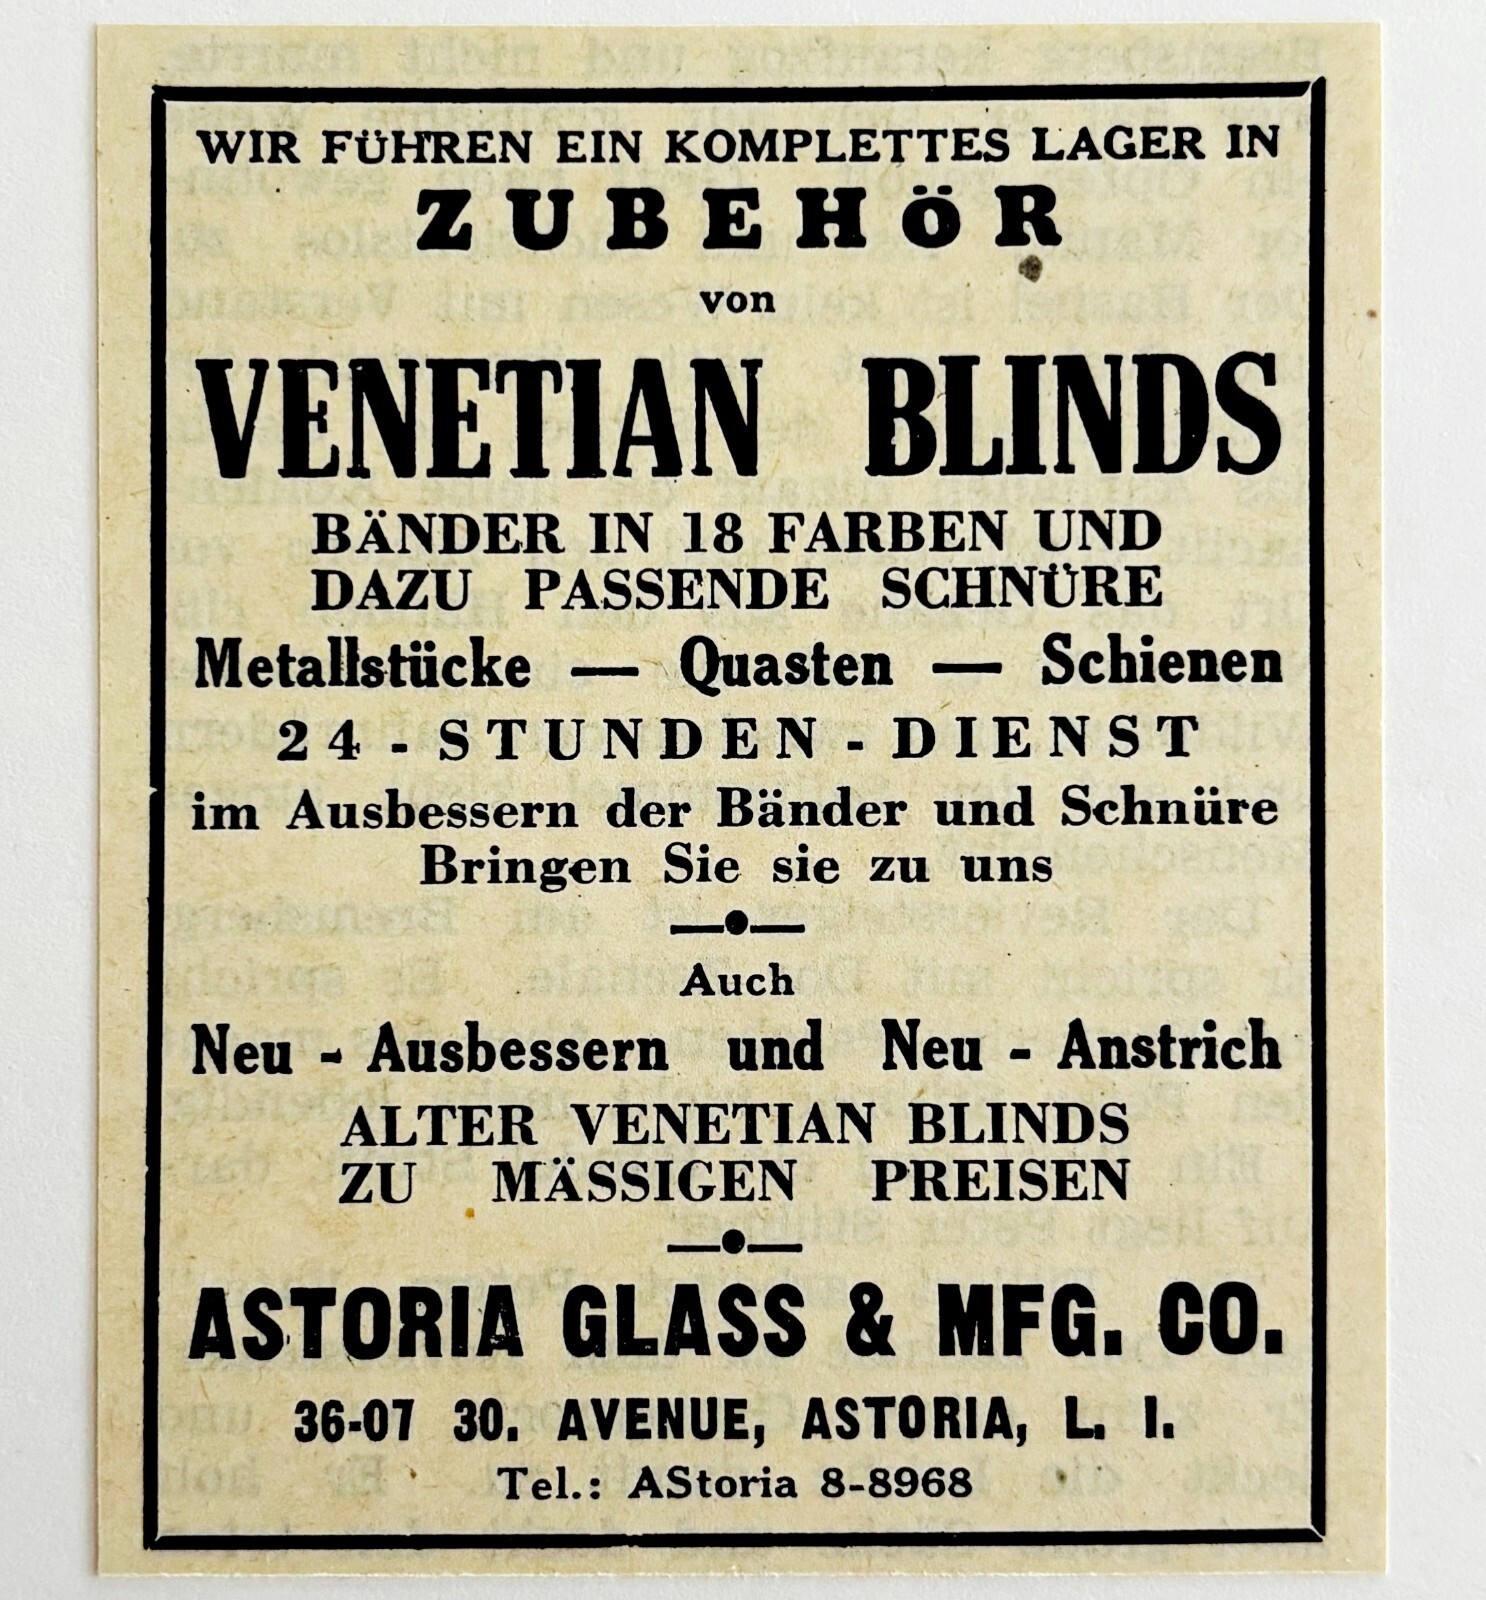 WIR FÜHREN EIN KOMPLETTES LAGER IN
ZUBEHÖR
von
VENETIAN BLINDS
BÄNDER IN 18 FARBEN UND
DAZU PASSENDE SCHNÜRE
Metallstücke — Quasten — Schienen
24-STUNDEN-DIENST
im Ausbessern der Bänder und Schnüre
Bringen Sie sie zu uns
Auch
Neu - Ausbessern und Neu - Anstrich
ALTER VENETIAN BLINDS
ZU MÄSSIGEN PREISEN
ASTORIA GLASS & MFG. CO.
36-07 30. AVENUE, ASTORIA, L. I.
Tel.: AStoria 8-8968